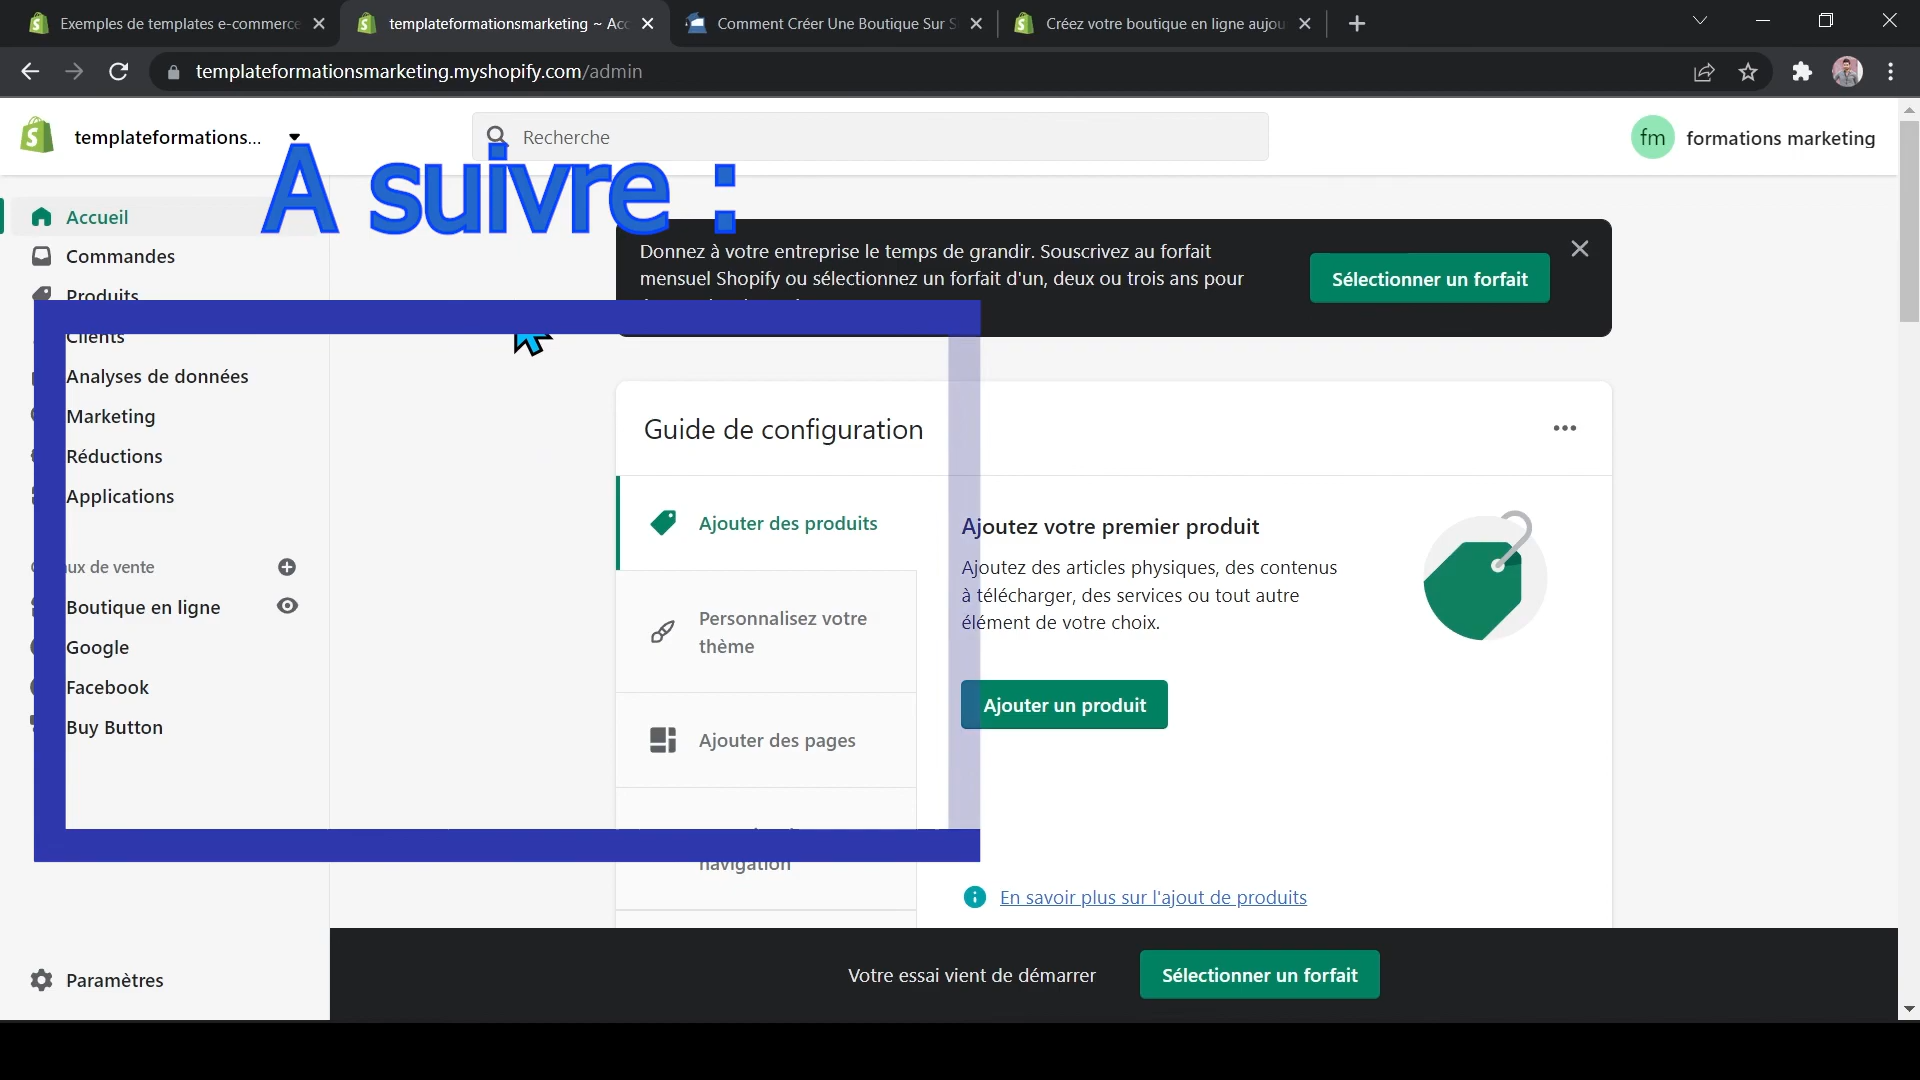 Exemples de templates e-commerce
templateformationsmarketing ~ Acc
Comment Créer Une Boutique Sur S
Créez votre boutique en ligne aujou
templateformationsmarketing.myshopify.com/admin
templateformations...
Recherche
fm
formations marketing
A suivre :
Accueil
Commandes
Produits
Clients
Analyses de données
Marketing
Réductions
Applications
ux de vente
Boutique en ligne
Google
Facebook
Buy Button
Paramètres
Donnez à votre entreprise le temps de grandir. Souscrivez au forfait
mensuel Shopify ou sélectionnez un forfait d'un, deux ou trois ans pour
Sélectionner un forfait
Guide de configuration
Ajouter des produits
Personnalisez votre
thème
Ajouter des pages
navigation
Ajoutez votre premier produit
Ajoutez des articles physiques, des contenus
à télécharger, des services ou tout autre
élément de votre choix.
Ajouter un produit
En savoir plus sur l'ajout de produits
Votre essai vient de démarrer
Sélectionner un forfait